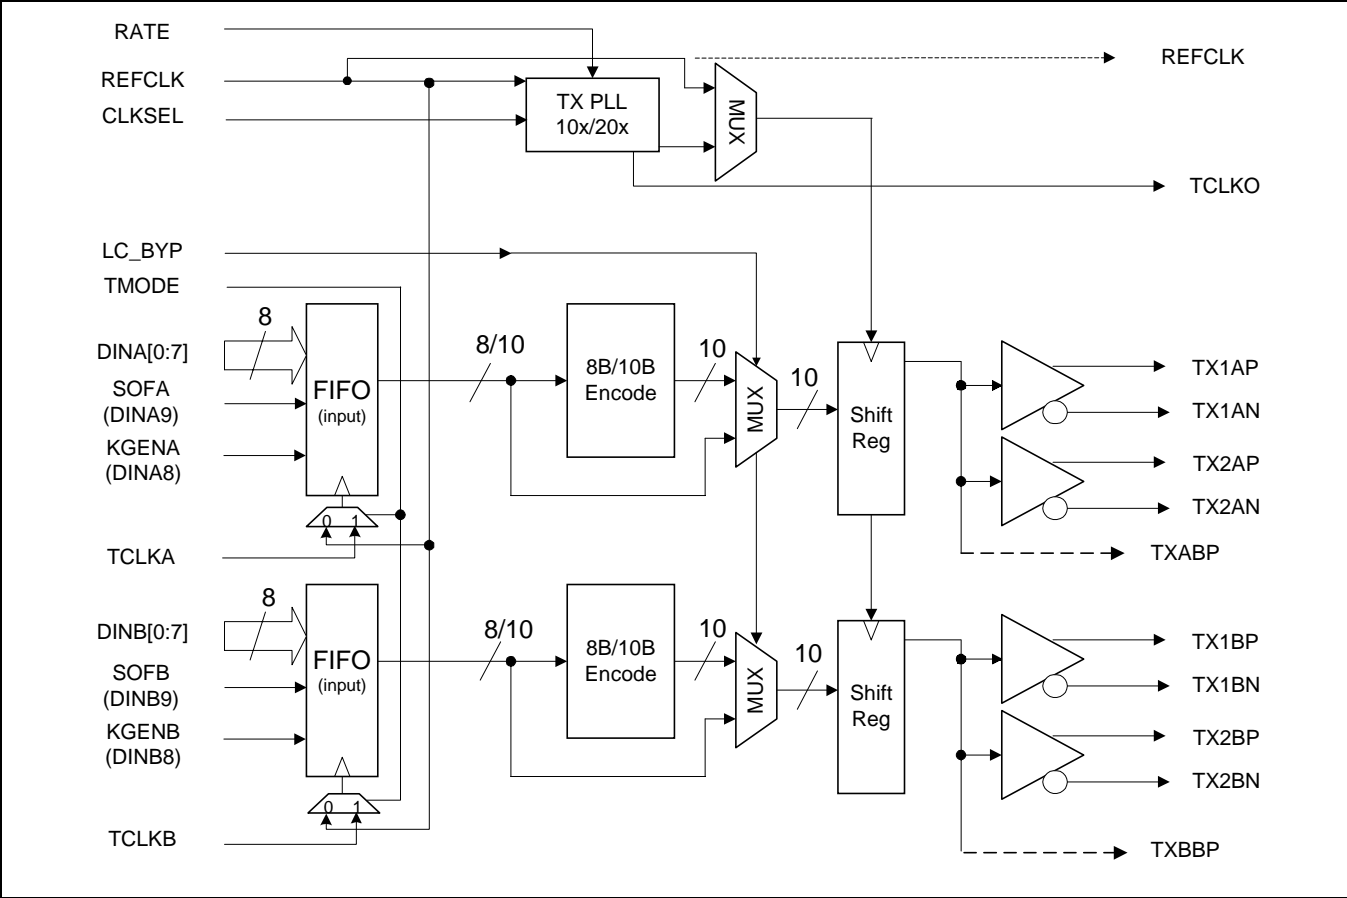 RATE
REFCLK
CLKSEL
TX PLL
10x/20x
MUX
REFCLK
TCLKO
LC_BYP
TMODE
DINA[0:7]
8
SOFA
(DINA9)
KGENA
(DINA8)
FIFO
(input)
0 1
TCLKA
8/10
8B/10B
Encode
10
MUX
10
Shift
Reg
TX1AP
TX1AN
TX2AP
TX2AN
TXABP
DINB[0:7]
8
SOFB
(DINB9)
KGENB
(DINB8)
FIFO
(input)
0 1
TCLKB
8/10
8B/10B
Encode
10
MUX
10
Shift
Reg
TX1BP
TX1BN
TX2BP
TX2BN
TXBBP